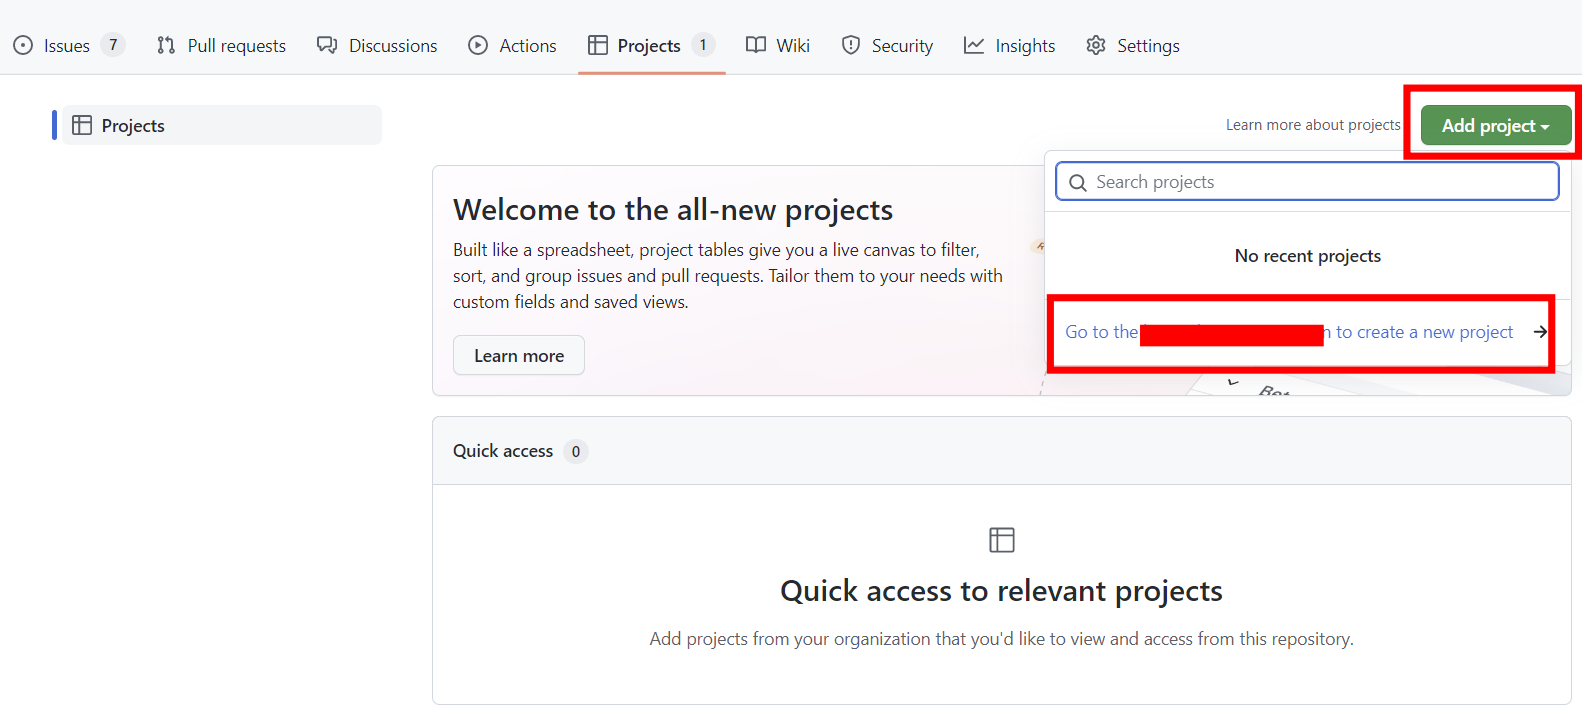 Issues 7 Pull requests Discussions Actions Projects 1 Wiki Security Insights Settings
Projects
Learn more about projects
Add project
Search projects
No recent projects
Go to the
to create a new project
Welcome to the all-new projects
Built like a spreadsheet, project tables give you a live canvas to filter,
sort, and group issues and pull requests. Tailor them to your needs with
custom fields and saved views.
Learn more
Quick access 0
Quick access to relevant projects
Add projects from your organization that you'd like to view and access from this repository.